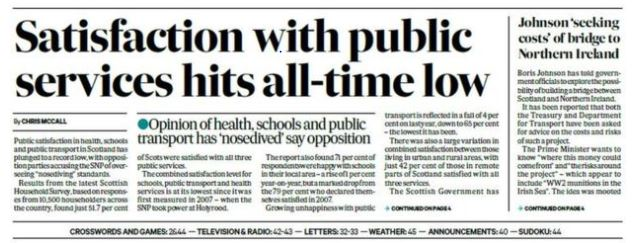 Satisfaction with public
services hits all-time low
By CHRIS MCCALL
Public satisfaction in health, schools
and public transport in Scotland has
plunged to a record low, with opposi-
tion parties accusing the SNP of over-
seeing "nosediving" standards.
Results from the latest Scottish
Household Survey, based on respons-
es from 10,500 households across
the country, found just 51.7 per cent
Opinion of health, schools and public
transport has 'nosedived' say opposition
of Scots were satisfied with all three
public services.
The combined satisfaction level for
schools, public transport and health
services is at its lowest since it was
first measured in 2007 – when the
SNP took power at Holyrood.
The report also found 71 per cent of
respondents were happy with schools
in their local area – a rise of 1 per cent
year-on-year, but a marked drop from
the 79 per cent who declared them-
selves satisfied in 2007.
Growing unhappiness with public
transport is reflected in a fall of 4 per
cent on last year, down to 65 per cent
– the lowest it has been.
There was also a large variation in
combined satisfaction between those
living in urban and rural areas, with
just 42 per cent of those in remote
parts of Scotland satisfied with all
three services.
The Scottish Government has
CONTINUED ON PAGE 4
Johnson 'seeking
costs' of bridge to
Northern Ireland
Boris Johnson has told govern-
ment officials to explore the possi-
bility of building a bridge between
Scotland and Northern Ireland.
It has been reported that both
the Treasury and Department
for Transport have been asked
for advice on the costs and risks
of such a project.
The Prime Minister wants to
know "where this money could
come from" and "the risks around
the project" – which appear to
include "WW2 munitions in the
Irish Sea". The idea was mooted
CONTINUED ON PAGE 4
CROSSWORDS AND GAMES: 26,44 — TELEVISION & RADIO: 42-43 — LETTERS: 32-33 — WEATHER: 45 — ANNOUNCEMENTS: 40 — SUDOKU: 44